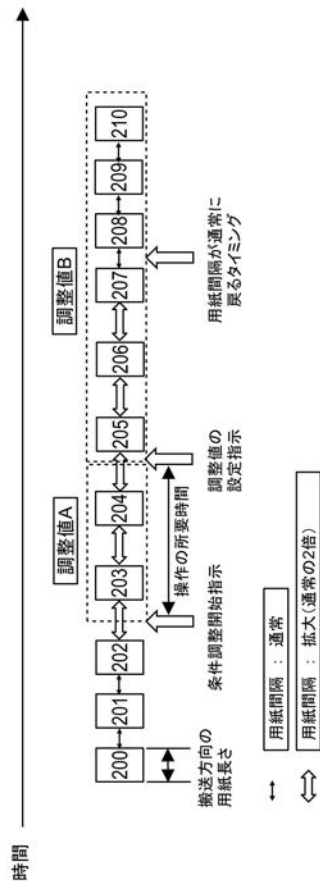 時間
調整値A
調整値B
200
201
202
203
204
205
206
207
208
209
210
搬送方向の
用紙長さ
条件調整開始指示
操作の所要時間
調整値の
設定指示
用紙間隔が通常に
戻るタイミング
用紙間隔 : 通常
用紙間隔 : 拡大(通常の2倍)